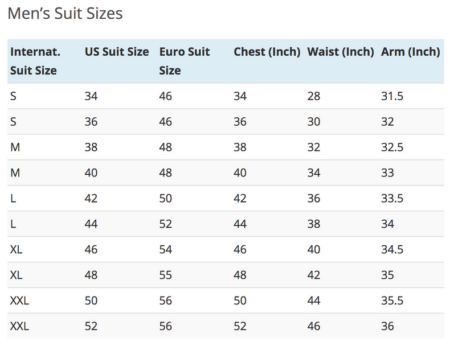 Men’s Suit Sizes
Internat. Suit Size US Suit Size Euro Suit Size Chest (Inch) Waist (Inch) Arm (Inch)
S 34 46 34 28 31.5
S 36 46 36 30 32
M 38 48 38 32 32.5
M 40 48 40 34 33
L 42 50 42 36 33.5
L 44 52 44 38 34
XL 46 54 46 40 34.5
XL 48 55 48 42 35
XXL 50 56 50 44 35.5
XXL 52 56 52 46 36